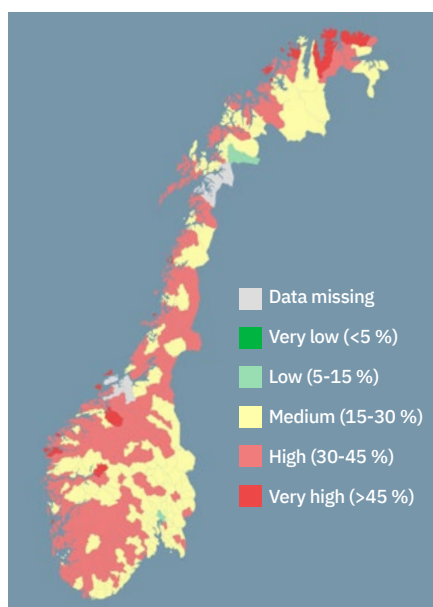 Data missing
Very low (<5 %)
Low (5-15 %)
Medium (15-30 %)
High (30-45 %)
Very high (>45 %)